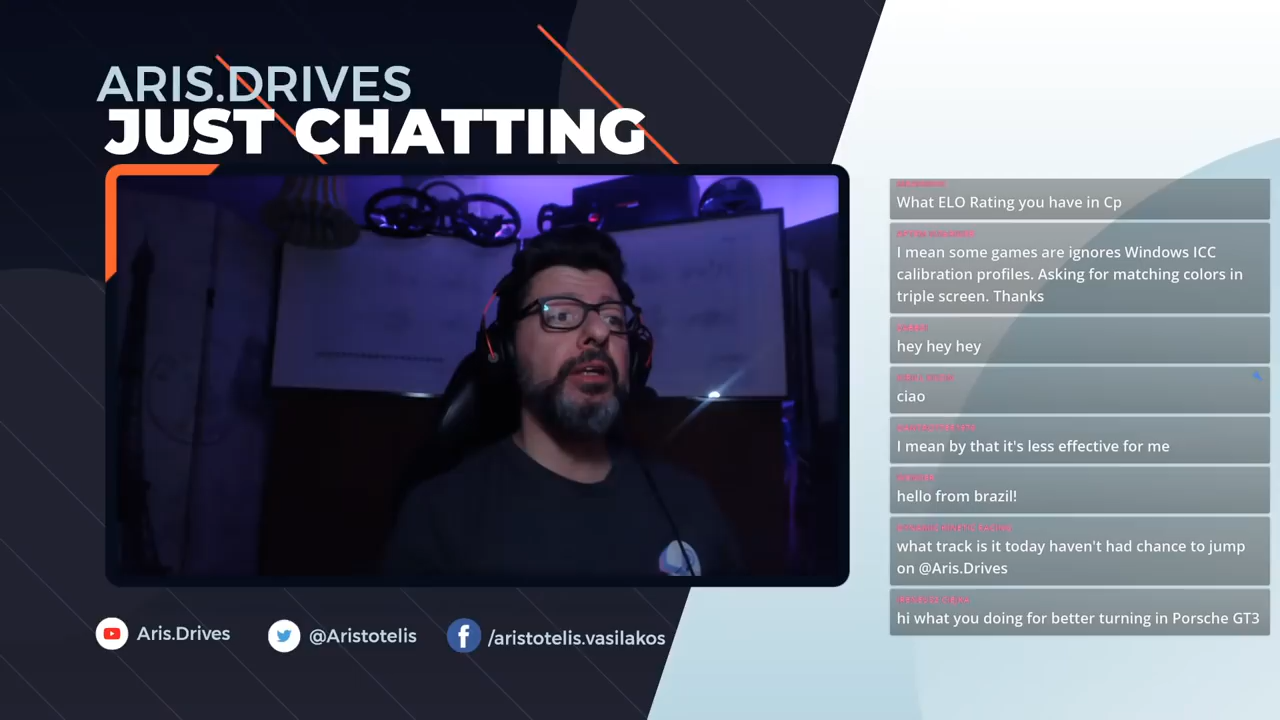 ARIS.DRIVES
JUST CHATTING
What ELO Rating you have in Cp
I mean some games are ignores Windows ICC
calibration profiles. Asking for matching colors in
triple screen. Thanks
hey hey hey
ciao
I mean by that it's less effective for me
hello from brazil!
what track is it today haven't had chance to jump
on @Aris.Drives
hi what you doing for better turning in Porsche GT3
Aris.Drives
@Aristotelis
/aristotelis.vasilakos